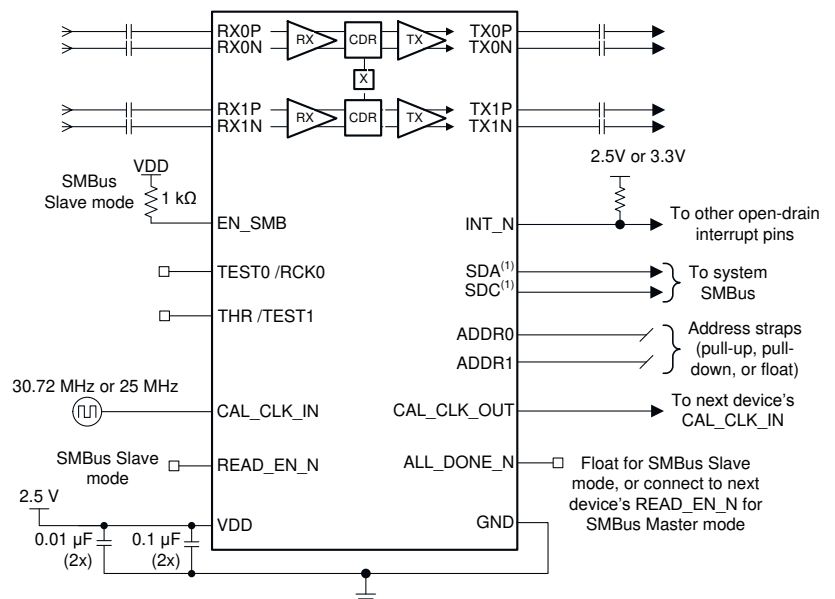 RX0P
RX0N
RX
CDR
TX
TX0P
TX0N
X
RX1P
RX1N
RX
CDR
TX
TX1P
TX1N
VDD
SMBus
Slave mode
1 kΩ
EN_SMB
2.5V or 3.3V
INT_N
To other open-drain
interrupt pins
TEST0 /RCK0
SDA(1)
SDC(1)
To system
SMBus
THR /TEST1
ADDR0
ADDR1
Address straps
(pull-up, pull-
down, or float)
30.72 MHz or 25 MHz
CAL_CLK_IN
CAL_CLK_OUT
To next device's
CAL_CLK_IN
SMBus Slave
mode
READ_EN_N
ALL_DONE_N
Float for SMBus Slave
mode, or connect to next
device's READ_EN_N for
SMBus Master mode
2.5 V
VDD
GND
0.01 μF
(2x)
0.1 μF
(2x)